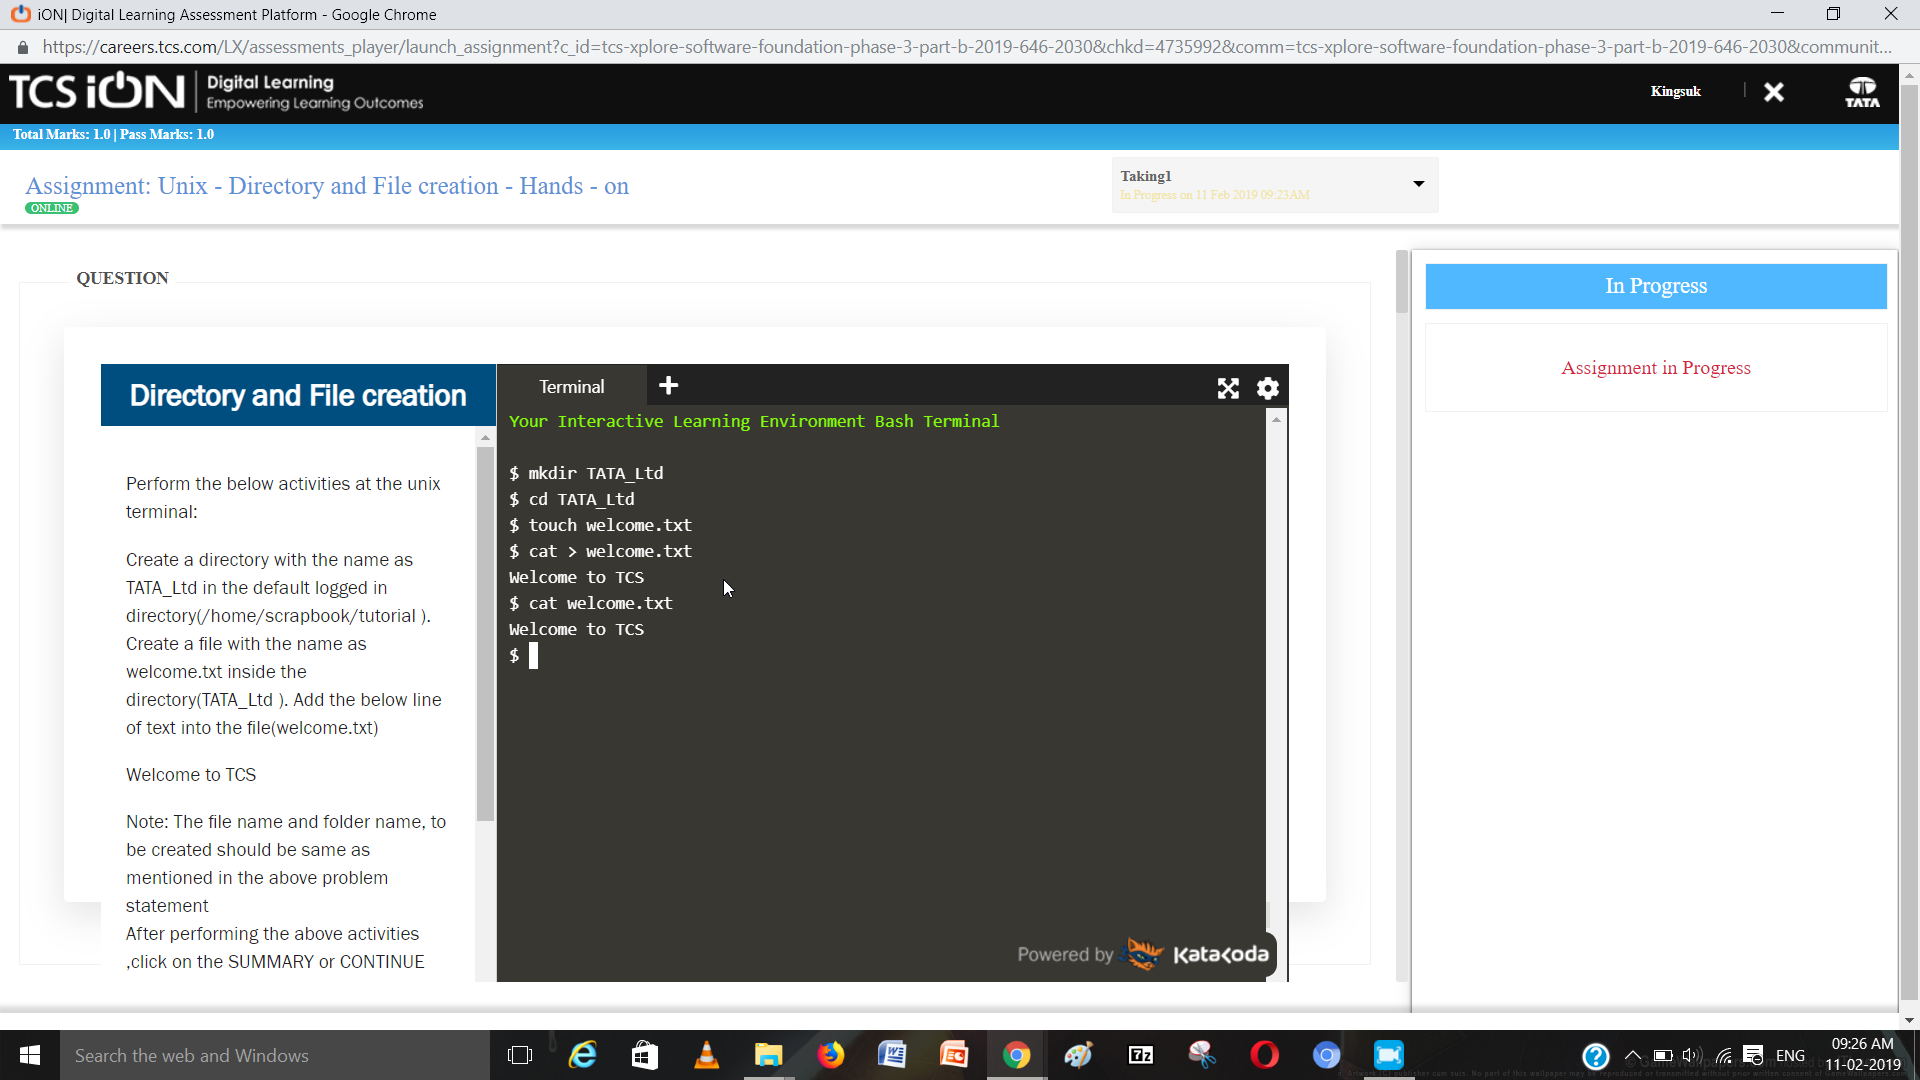 iON| Digital Learning Assessment Platform - Google Chrome
https://careers.tcs.com/LX/assessments_player/launch_assignment?c_id=tcs-xplore-software-foundation-phase-3-part-b-2019-646-2030&chkd=4735992&comm=tcs-xplore-software-foundation-phase-3-part-b-2019-646-2030&communit...
TCS iON
Digital Learning
Empowering Learning Outcomes
Kingsuk
TATA
Total Marks: 1.0 | Pass Marks: 1.0
Assignment: Unix - Directory and File creation - Hands - on
ONLINE
Taking1
In Progress on 11 Feb 2019 09:23AM
QUESTION
In Progress
Assignment in Progress
Directory and File creation
Perform the below activities at the unix
terminal:
Create a directory with the name as
TATA_Ltd in the default logged in
directory(/home/scrapbook/tutorial ).
Create a file with the name as
welcome.txt inside the
directory(TATA_Ltd ). Add the below line
of text into the file(welcome.txt)
Welcome to TCS
Note: The file name and folder name, to
be created should be same as
mentioned in the above problem
statement
After performing the above activities
,click on the SUMMARY or CONTINUE
Terminal
Your Interactive Learning Environment Bash Terminal
$ mkdir TATA_Ltd
$ cd TATA_Ltd
$ touch welcome.txt
$ cat > welcome.txt
Welcome to TCS
$ cat welcome.txt
Welcome to TCS
$
Powered by Katacoda
Search the web and Windows
ENG
09:26 AM
11-02-2019